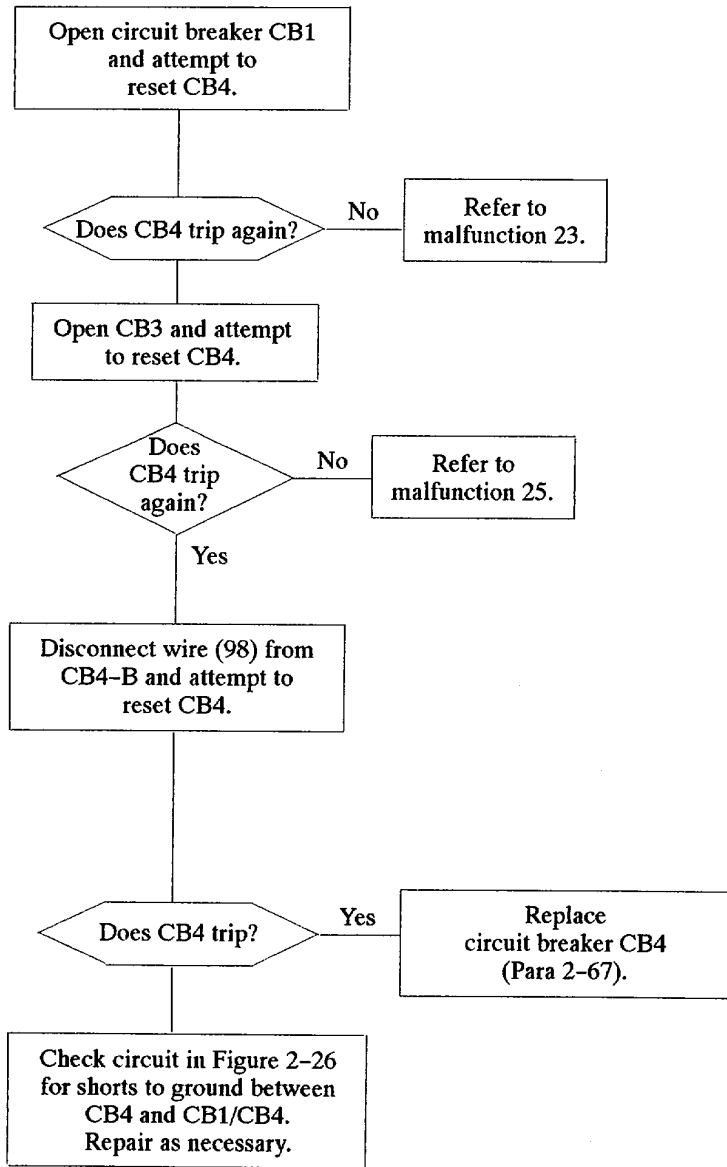 Open circuit breaker CB1
and attempt to
reset CB4.
Does CB4 trip again?
No
Refer to
malfunction 23.
Open CB3 and attempt
to reset CB4.
Does
CB4 trip
again?
No
Refer to
malfunction 25.
Yes
Disconnect wire (98) from
CB4–B and attempt to
reset CB4.
Does CB4 trip?
Yes
Replace
circuit breaker CB4
(Para 2–67).
Check circuit in Figure 2–26
for shorts to ground between
CB4 and CB1/CB4.
Repair as necessary.